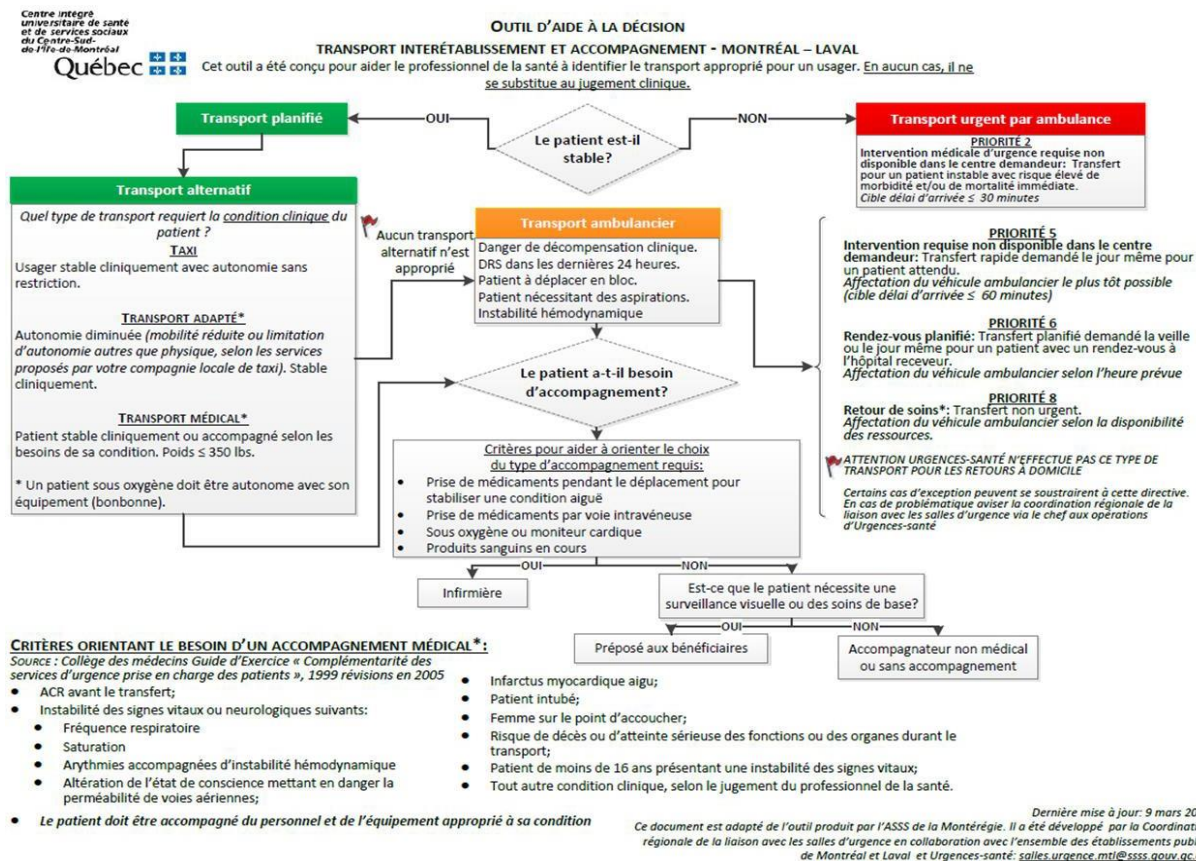 Centre intégré
universitaire de santé
et de services sociaux
du Centre-Sud-
de-l'Île-de-Montréal
Québec
OUTIL D'AIDE À LA DÉCISION
TRANSPORT INTERÉTABLISSEMENT ET ACCOMPAGNEMENT - MONTRÉAL – LAVAL
Cet outil a été conçu pour aider le professionnel de la santé à identifier le transport approprié pour un usager. En aucun cas, il ne
se substitue au jugement clinique.
Transport planifié
OUI
Le patient est-il
stable?
NON
Transport urgent par ambulance
PRIORITÉ 2
Intervention médicale d'urgence requise non
disponible dans le centre demandeur: Transfert
pour un patient instable avec risque élevé de
morbidité et/ou de mortalité immédiate.
Cible délai d'arrivée ≤ 30 minutes
Transport alternatif
Quel type de transport requiert la condition clinique du
patient ?
TAXI
Usager stable cliniquement avec autonomie sans
restriction.
TRANSPORT ADAPTÉ*
Autonomie diminuée (mobilité réduite ou limitation
d'autonomie autres que physique, selon les services
proposés par votre compagnie locale de taxi). Stable
cliniquement.
TRANSPORT MÉDICAL*
Patient stable cliniquement ou accompagné selon les
besoins de sa condition. Poids ≤ 350 lbs.
* Un patient sous oxygène doit être autonome avec son
équipement (bonbonne).
Aucun transport
alternatif n'est
approprié
Transport ambulancier
Danger de décompensation clinique.
DRS dans les dernières 24 heures.
Patient à déplacer en bloc.
Patient nécessitant des aspirations.
Instabilité hémodynamique
PRIORITÉ 5
Intervention requise non disponible dans le centre
demandeur: Transfert rapide demandé le jour même pour
un patient attendu.
Affectation du véhicule ambulancier le plus tôt possible
(cible délai d'arrivée ≤ 60 minutes)
PRIORITÉ 6
Rendez-vous planifié: Transfert planifié demandé la veille
ou le jour même pour un patient avec un rendez-vous à
l'hôpital receveur.
Affectation du véhicule ambulancier selon l'heure prévue
PRIORITÉ 8
Retour de soins*: Transfert non urgent.
Affectation du véhicule ambulancier selon la disponibilité
des ressources.
ATTENTION URGENCES-SANTÉ N'EFFECTUE PAS CE TYPE DE
TRANSPORT POUR LES RETOURS À DOMICILE
Certains cas d'exception peuvent se soustrairent à cette directive.
En cas de problématique aviser la coordination régionale de la
liaison avec les salles d'urgence via le chef aux opérations
d'Urgences-santé
Le patient a-t-il besoin
d'accompagnement?
Critères pour aider à orienter le choix
du type d'accompagnement requis:
• Prise de médicaments pendant le déplacement pour
stabiliser une condition aiguë
• Prise de médicaments par voie intravéneuse
• Sous oxygène ou moniteur cardique
• Produits sanguins en cours
OUI
NON
Infirmière
Est-ce que le patient nécessite une
surveillance visuelle ou des soins de base?
OUI
NON
Préposé aux bénéficiaires
Accompagnateur non médical
ou sans accompagnement
CRITÈRES ORIENTANT LE BESOIN D'UN ACCOMPAGNEMENT MÉDICAL*:
SOURCE : Collège des médecins Guide d'Exercice « Complémentarité des
services d'urgence prise en charge des patients », 1999 révisions en 2005
• ACR avant le transfert;
• Instabilité des signes vitaux ou neurologiques suivants:
• Fréquence respiratoire
• Saturation
• Arythmies accompagnées d'instabilité hémodynamique
• Altération de l'état de conscience mettant en danger la
perméabilité de voies aériennes;
• Le patient doit être accompagné du personnel et de l'équipement approprié à sa condition
• Infarctus myocardique aigu;
• Patient intubé;
• Femme sur le point d'accoucher;
• Risque de décès ou d'atteinte sérieuse des fonctions ou des organes durant le
transport;
• Patient de moins de 16 ans présentant une instabilité des signes vitaux;
• Tout autre condition clinique, selon le jugement du professionnel de la santé.
Dernière mise à jour: 9 mars 20
Ce document est adapté de l'outil produit par l'ASSS de la Montérégie. Il a été développé par la Coordinat
régionale de la liaison avec les salles d'urgence en collaboration avec l'ensemble des établissements publ
de Montréal et Laval et Urgences-santé: salles.urgence.mtl@ssss.gouv.qc.